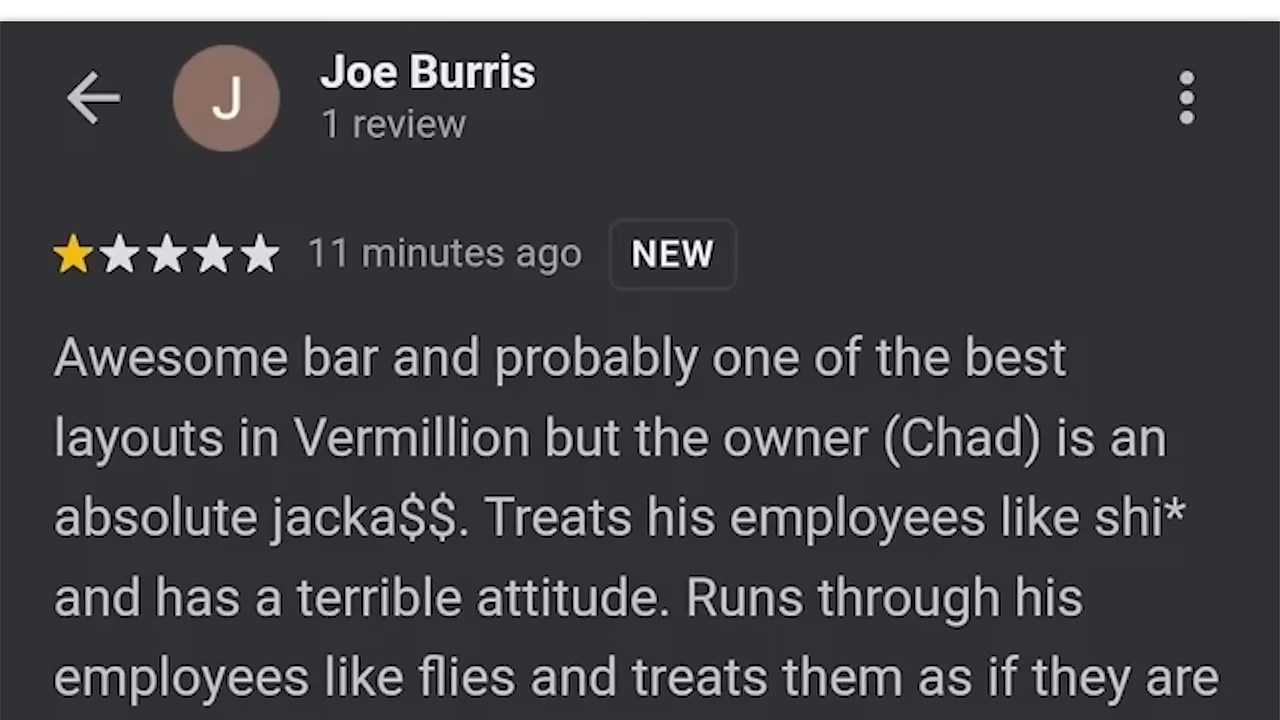 J
Joe Burris
1 review
11 minutes ago NEW
Awesome bar and probably one of the best
layouts in Vermillion but the owner (Chad) is an
absolute jacka$$. Treats his employees like shi*
and has a terrible attitude. Runs through his
employees like flies and treats them as if they are